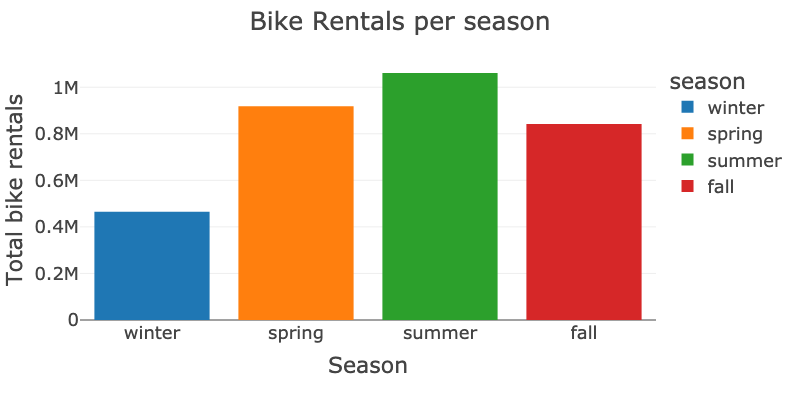 Bike Rentals per season
Total bike rentals
1M
0.8M
0.6M
0.4M
0.2M
0
winter
spring
summer
fall
Season
season
winter
spring
summer
fall